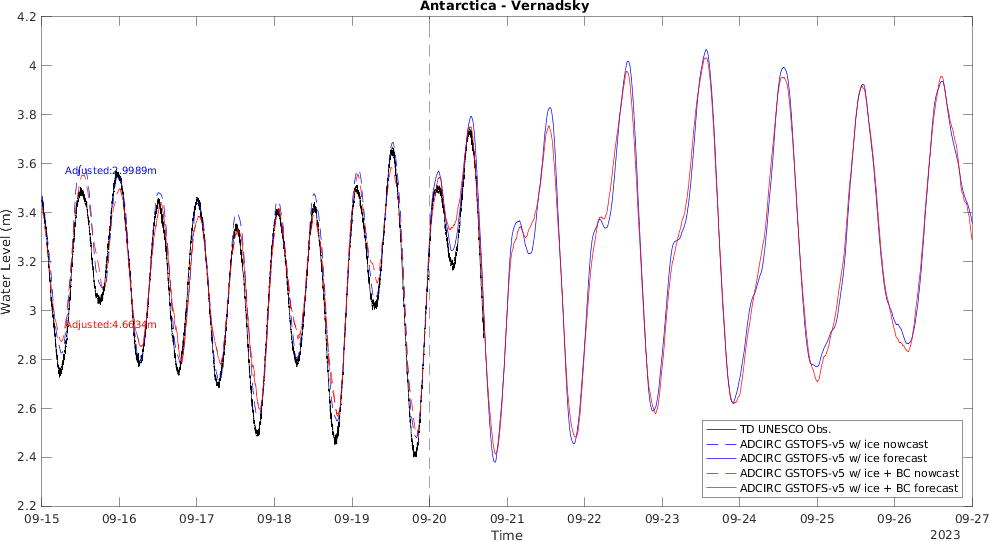 Antarctica - Vernadsky
4.2
4
3.8
3.6
3.4
3.2
3
2.8
2.6
2.4
2.2
Water Level (m)
Adjusted:2.9989m
Adjusted:4.6634m
TD UNESCO Obs.
ADCIRC GSTOFS-v5 w/ ice nowcast
ADCIRC GSTOFS-v5 w/ ice forecast
ADCIRC GSTOFS-v5 w/ ice + BC nowcast
ADCIRC GSTOFS-v5 w/ ice + BC forecast
09-15 09-16 09-17 09-18 09-19 09-20 09-21 09-22 09-23 09-24 09-25 09-26 09-27
Time
2023